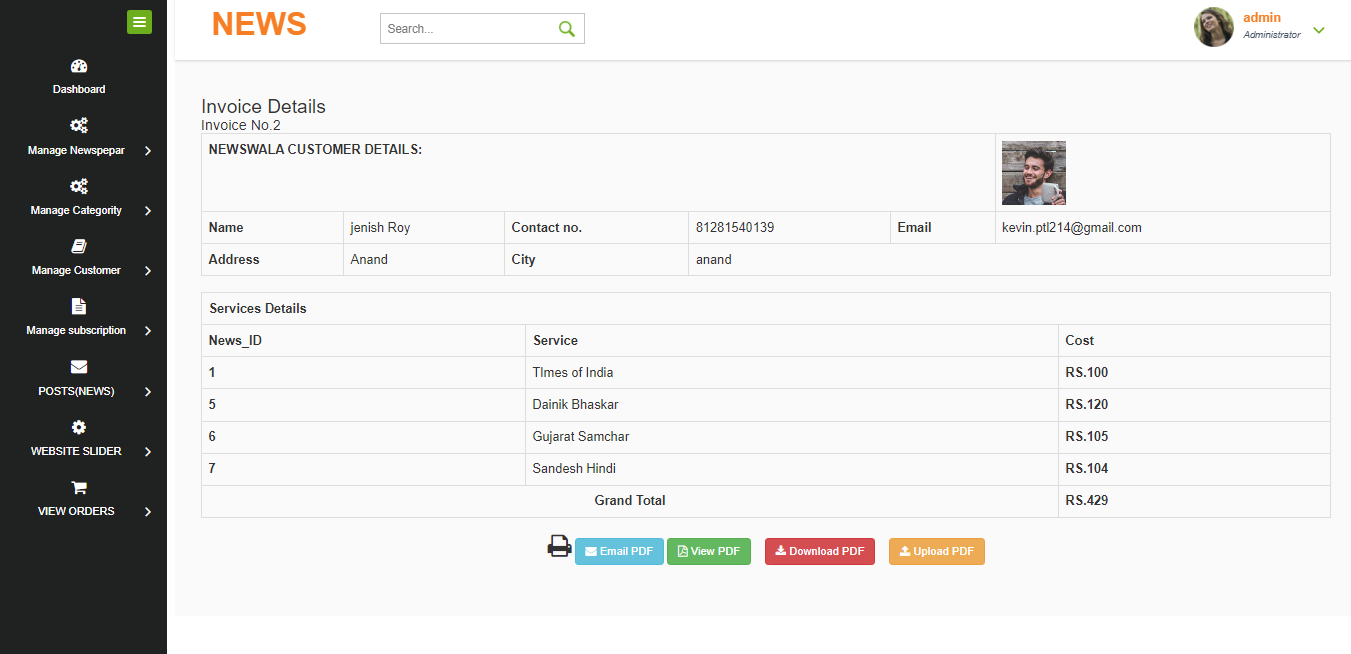 NEWS
Search...
admin
Administrator
Dashboard
Manage Newspepar
Manage Categority
Manage Customer
Manage subscription
POSTS(NEWS)
WEBSITE SLIDER
VIEW ORDERS
Invoice Details
Invoice No.2
NEWSWALA CUSTOMER DETAILS:
Name jenish Roy Contact no. 81281540139 Email kevin.ptl214@gmail.com
Address Anand City anand
Services Details
News_ID Service Cost
1 TImes of India RS.100
5 Dainik Bhaskar RS.120
6 Gujarat Samchar RS.105
7 Sandesh Hindi RS.104
Grand Total RS.429
Email PDF View PDF Download PDF Upload PDF